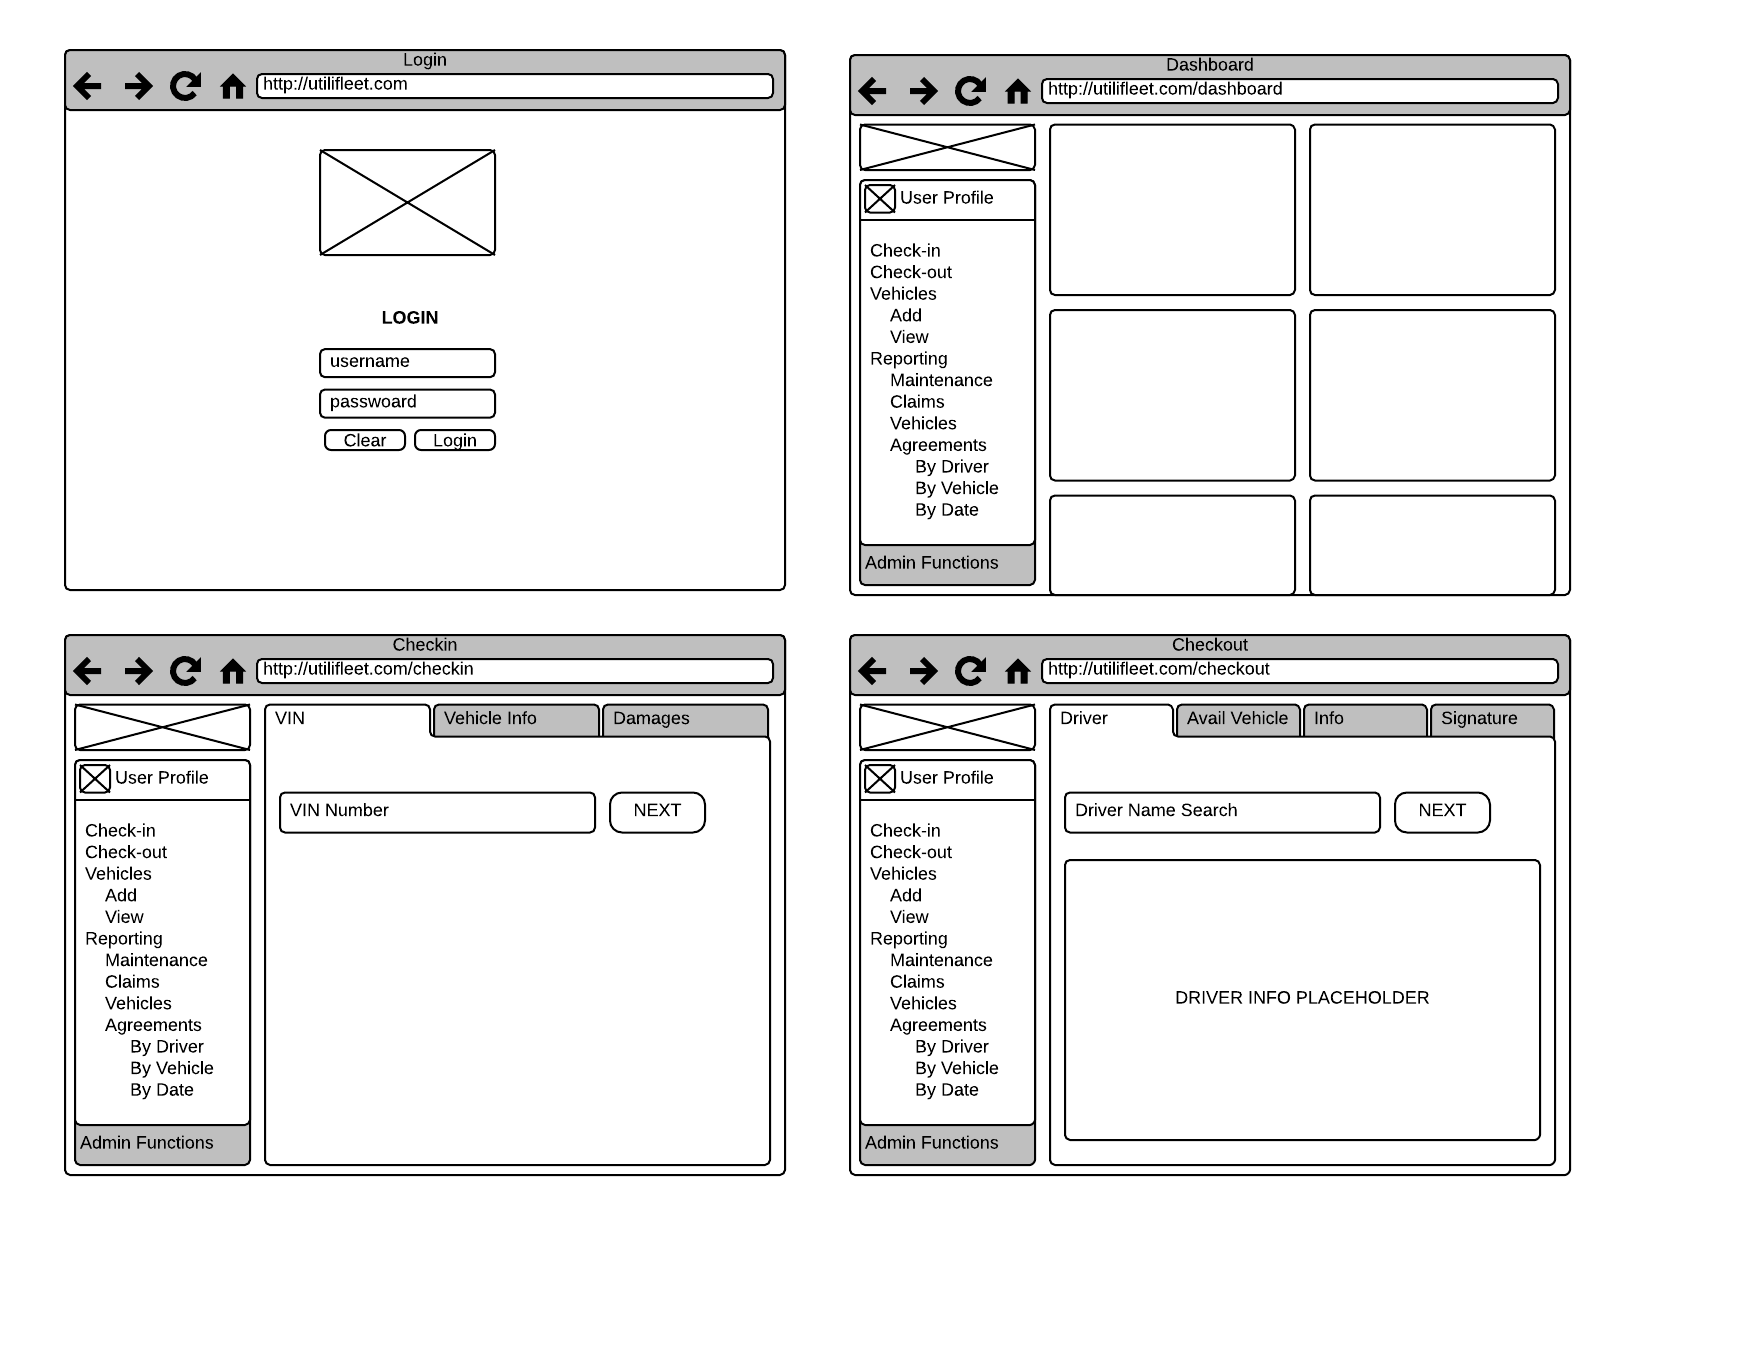 Login
http://utilifleet.com
LOGIN
username
passwoard
Clear Login
Dashboard
http://utilifleet.com/dashboard
User Profile
Check-in
Check-out
Vehicles
Add
View
Reporting
Maintenance
Claims
Vehicles
Agreements
By Driver
By Vehicle
By Date
Admin Functions
Checkin
http://utilifleet.com/checkin
VIN Vehicle Info Damages
User Profile
VIN Number NEXT
Check-in
Check-out
Vehicles
Add
View
Reporting
Maintenance
Claims
Vehicles
Agreements
By Driver
By Vehicle
By Date
Admin Functions
Checkout
http://utilifleet.com/checkout
Driver Avail Vehicle Info Signature
User Profile
Driver Name Search NEXT
Check-in
Check-out
Vehicles
Add
View
Reporting
Maintenance
Claims
Vehicles
Agreements
By Driver
By Vehicle
By Date
Admin Functions
DRIVER INFO PLACEHOLDER